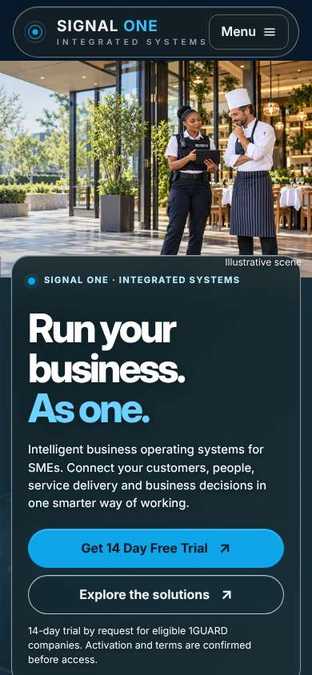 SIGNAL ONE
INTEGRATED SYSTEMS
Menu
Illustrative scene
SIGNAL ONE · INTEGRATED SYSTEMS
Run your
business.
As one.
Intelligent business operating systems for
SMEs. Connect your customers, people,
service delivery and business decisions in
one smarter way of working.
Get 14 Day Free Trial
Explore the solutions
14-day trial by request for eligible 1GUARD
companies. Activation and terms are confirmed
before access.